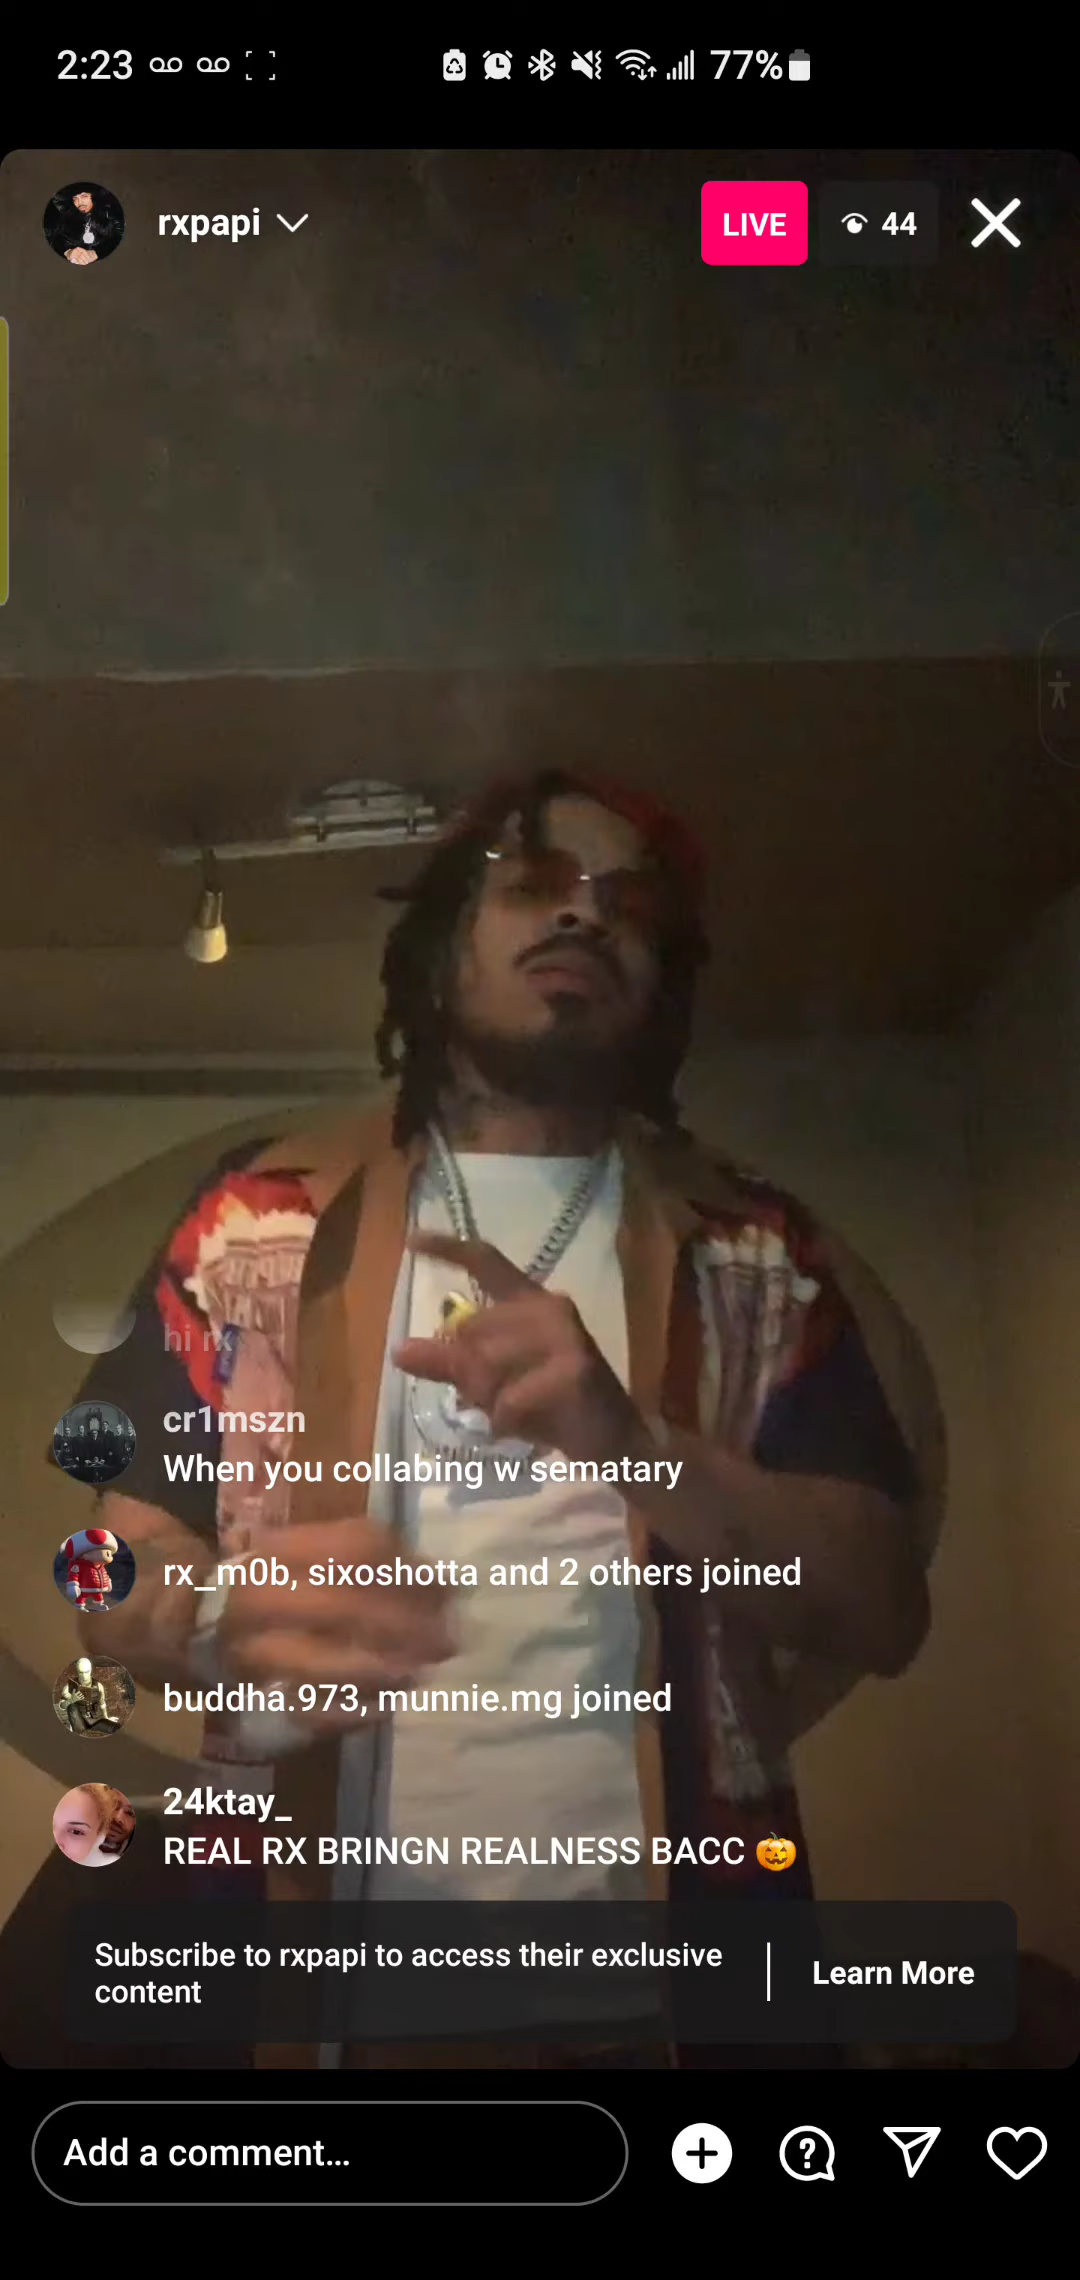 2:23
77%
rxpapi
LIVE
44
hi rx
cr1mszn
When you collabing w sematary
rx_m0b, sixoshotta and 2 others joined
buddha.973, munnie.mg joined
24ktay_
REAL RX BRINGN REALNESS BACC 🎃
Subscribe to rxpapi to access their exclusive
content
Learn More
Add a comment...